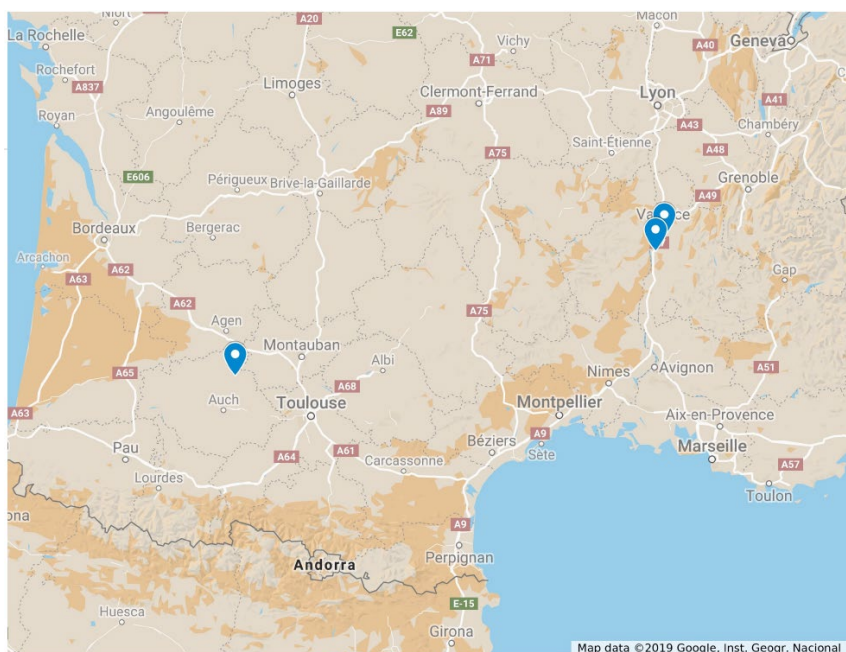 Niort
A20
E62
Macon
La Rochelle
Vichy
A71
A40
Geneva
Rochefort
A837
Limoges
Clermont-Ferrand
Lyon
A41
Royan
Angoulême
A89
A43
Chambéry
Saint-Étienne
A48
A75
E606
Périgueux
Brive-la-Gaillarde
Grenoble
A49
Bordeaux
Bergerac
Arcachon
A62
A63
Gap
A62
A75
Agen
Montauban
Albi
A65
A68
Nimes
Avignon
A51
Auch
Toulouse
Montpellier
A63
Aix-en-Provence
Pau
A64
A61
Béziers
A9
Sète
Marseille
Carcassonne
A57
Lourdes
Toulon
ona
A9
Perpignan
Andorra
E-15
Huesca
Girona
Map data ©2019 Google, Inst. Geogr. Nacional